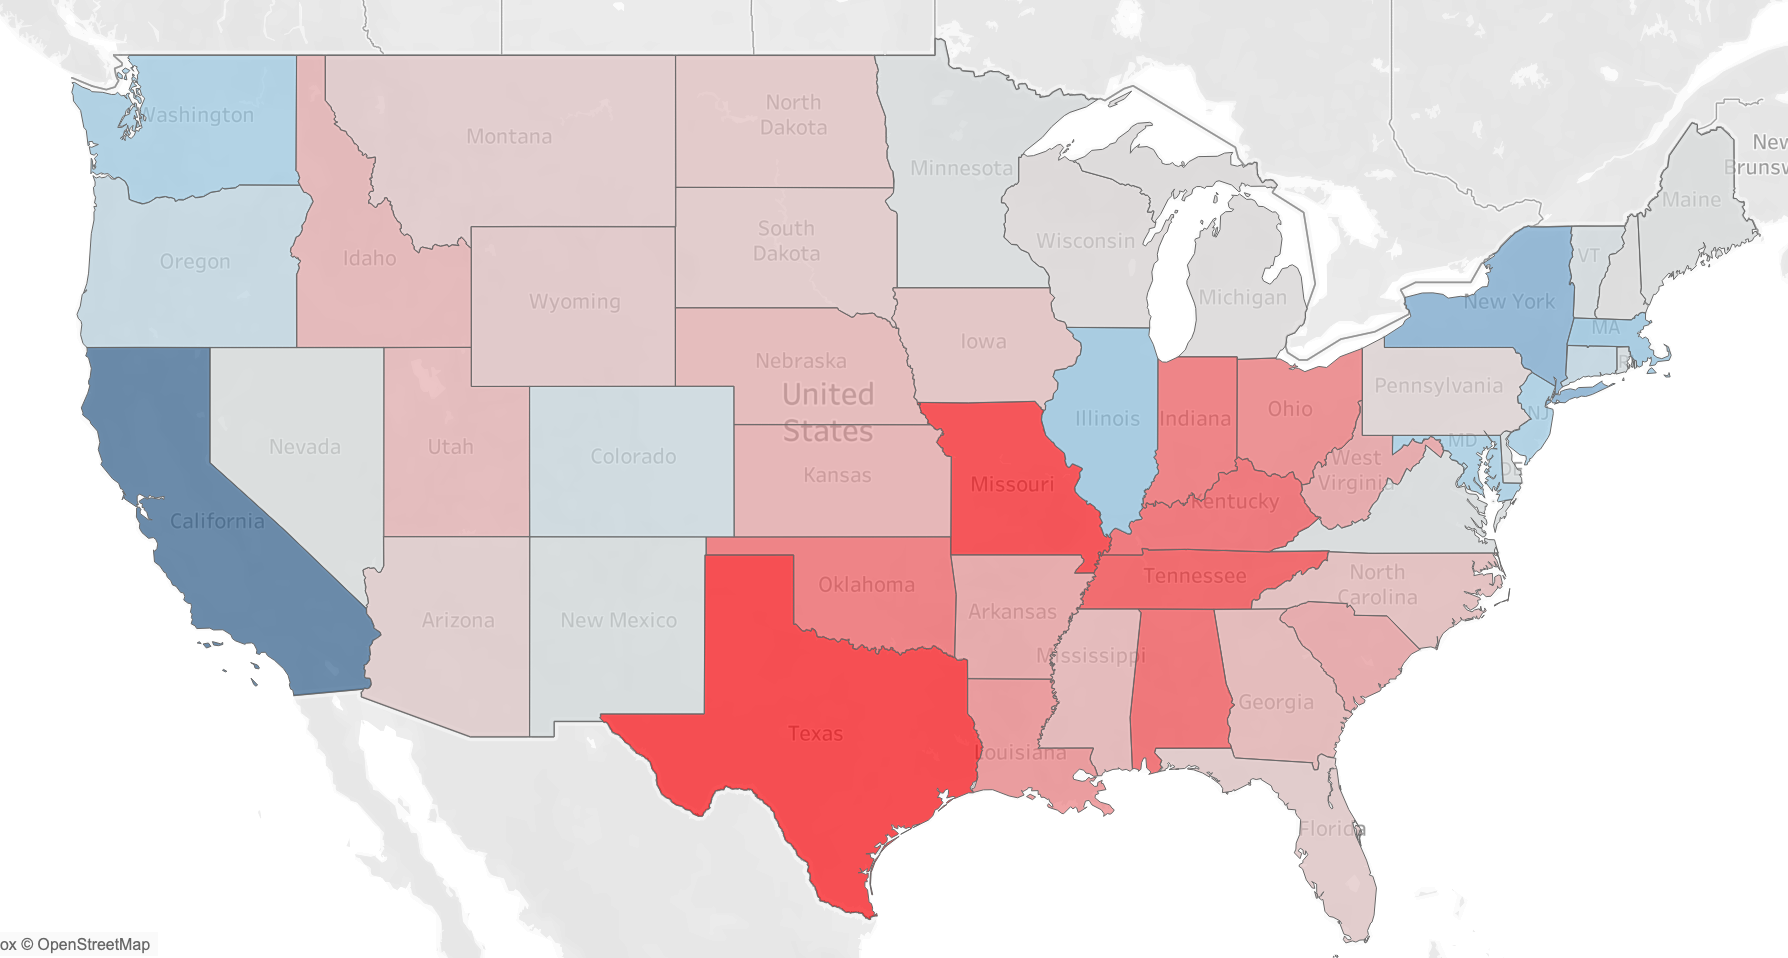 North
Dakota
Washington
Montana
Minnesota
New
Brunsw
Maine
South
Dakota
Wisconsin
VT
Oregon
Idaho
Wyoming
Michigan
New York
MA
Iowa
Nebraska
R
Pennsylvania
United
States
Nevada
Utah
Colorado
Kansas
Illinois
Indiana
Ohio
NJ
MD
West
Virginia
DE
Missouri
Kentucky
California
Oklahoma
Tennessee
North
Carolina
Arizona
New Mexico
Arkansas
Mississippi
Georgia
Texas
Louisiana
Florida
ox © OpenStreetMap